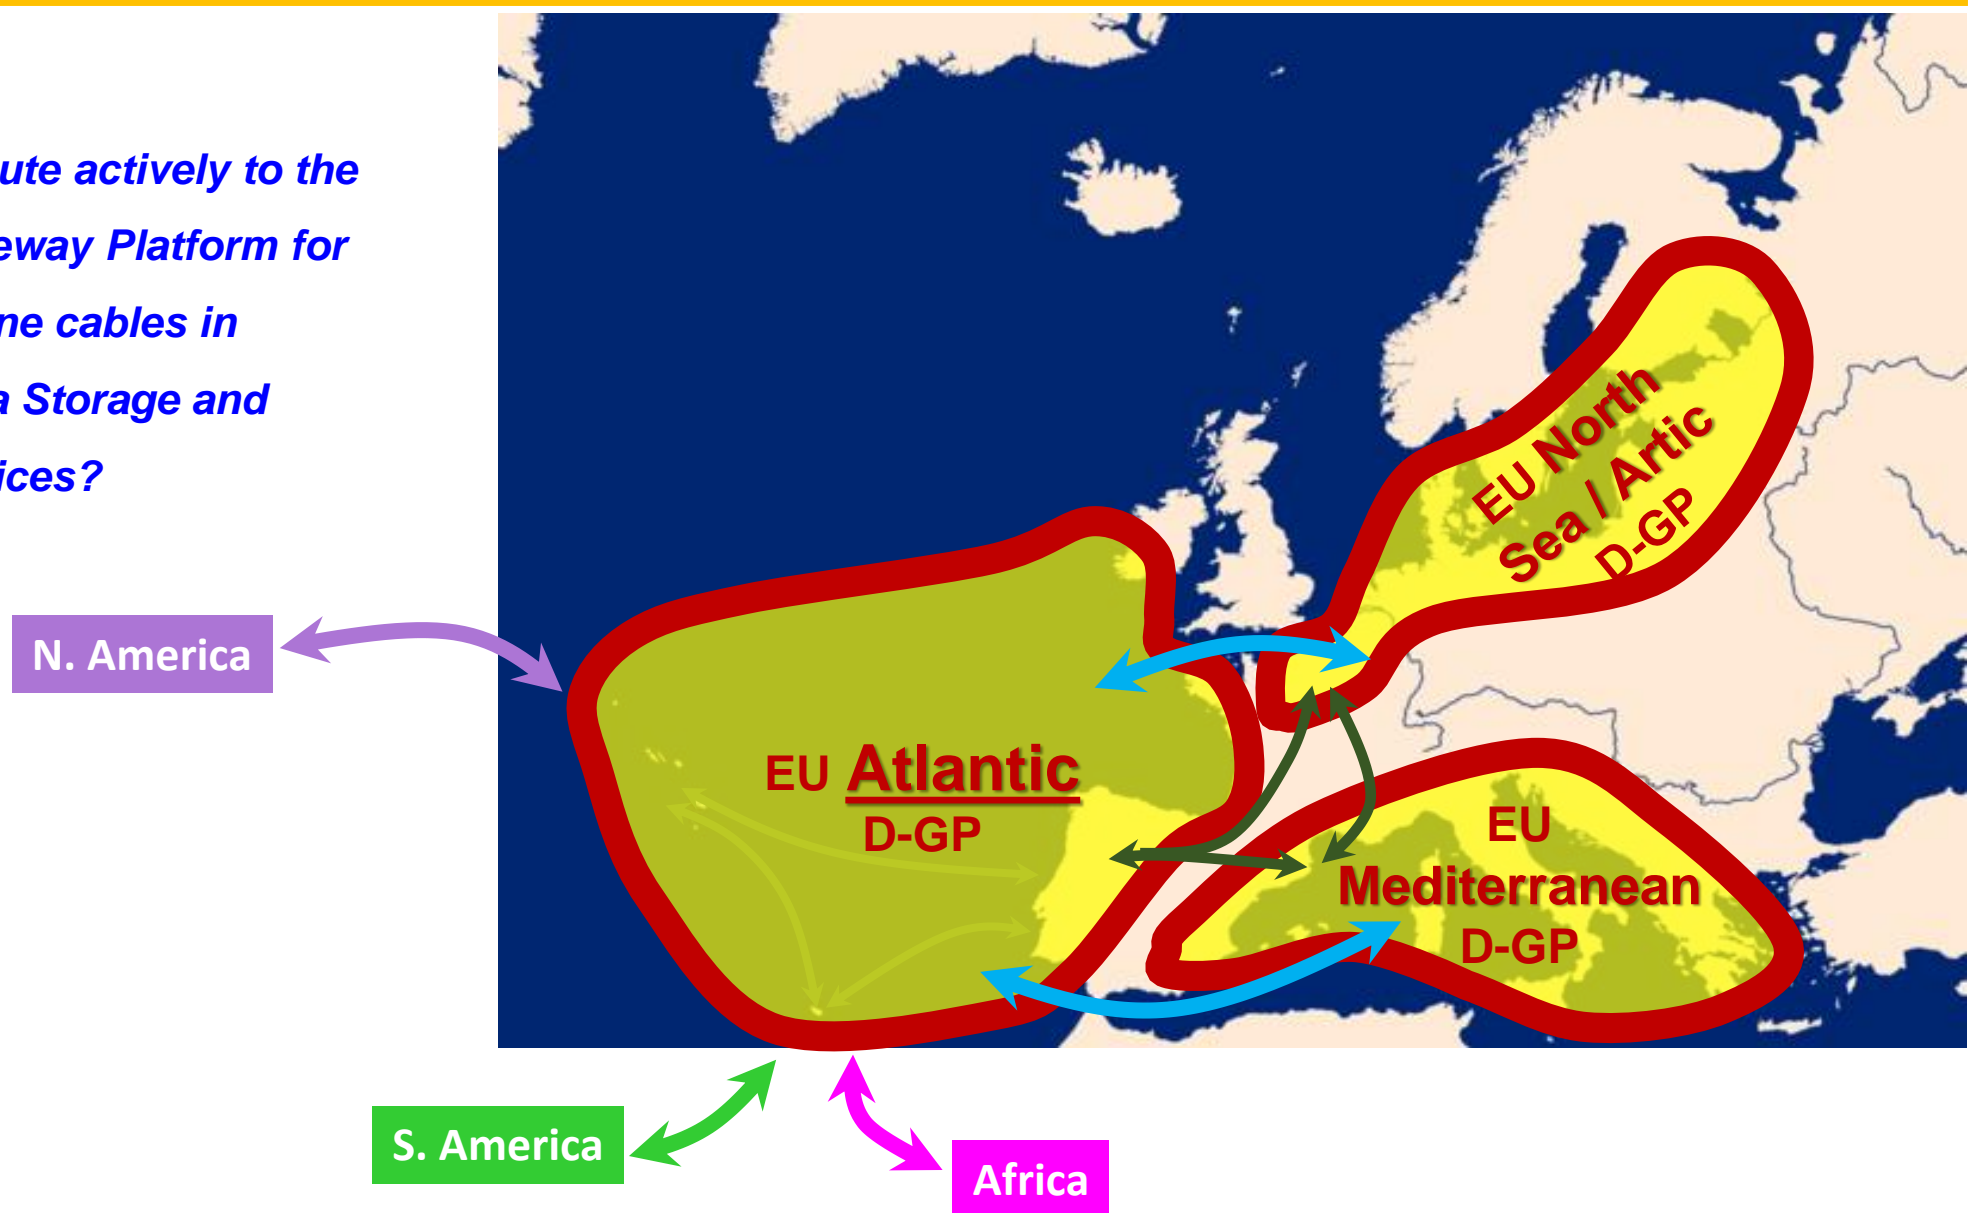 ute actively to the
eway Platform for
ne cables in
a Storage and
ices?
N. America
EU North
Sea / Artic
D-GP
EU Atlantic
D-GP
EU
Mediterranean
D-GP
S. America
Africa